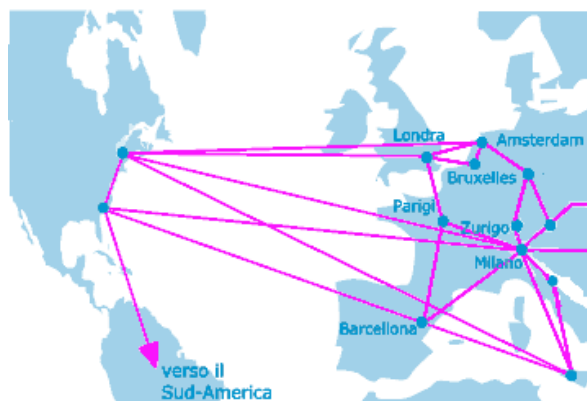 Londra
Amsterdam
Bruxelles
Parigi
Zurigo
Milano
Barcellona
verso il
Sud-America